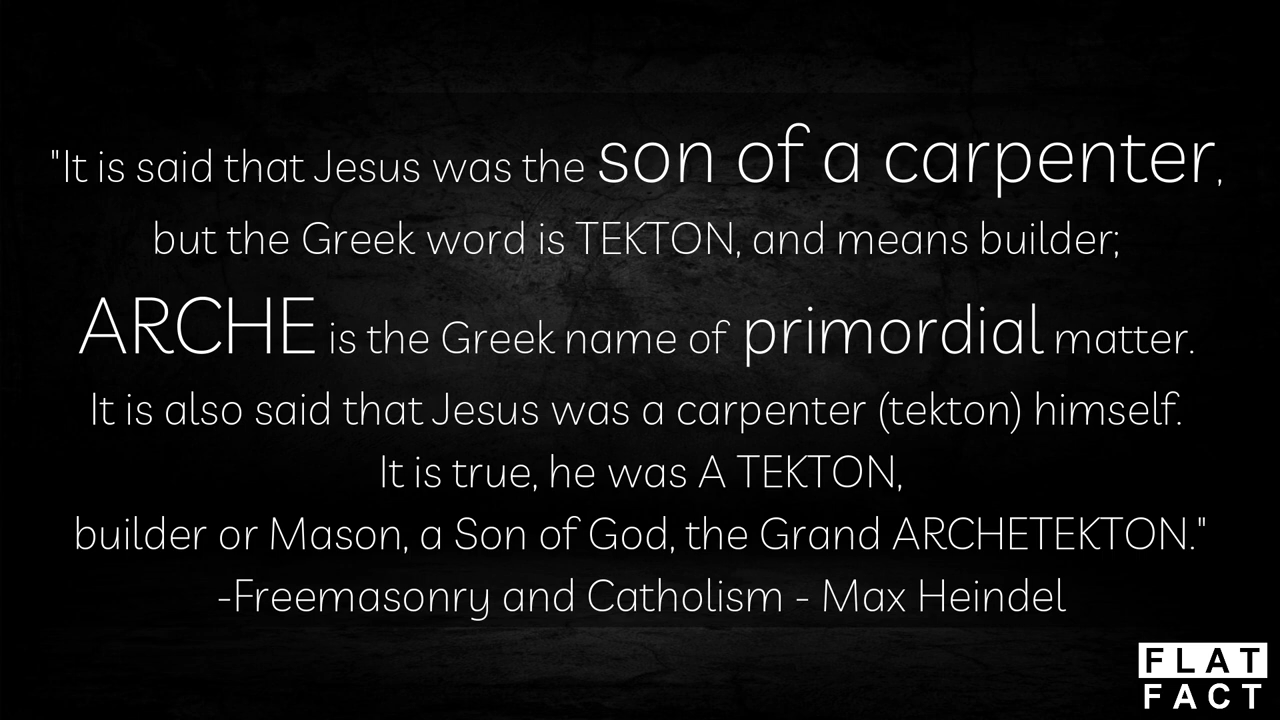 "It is said that Jesus was the son of a carpenter,
but the Greek word is TEKTON, and means builder;
ARCHE is the Greek name of primordial matter.
It is also said that Jesus was a carpenter (tekton) himself.
It is true, he was A TEKTON,
builder or Mason, a Son of God, the Grand ARCHETEKTON."
-Freemasonry and Catholism - Max Heindel
FLAT
FACT